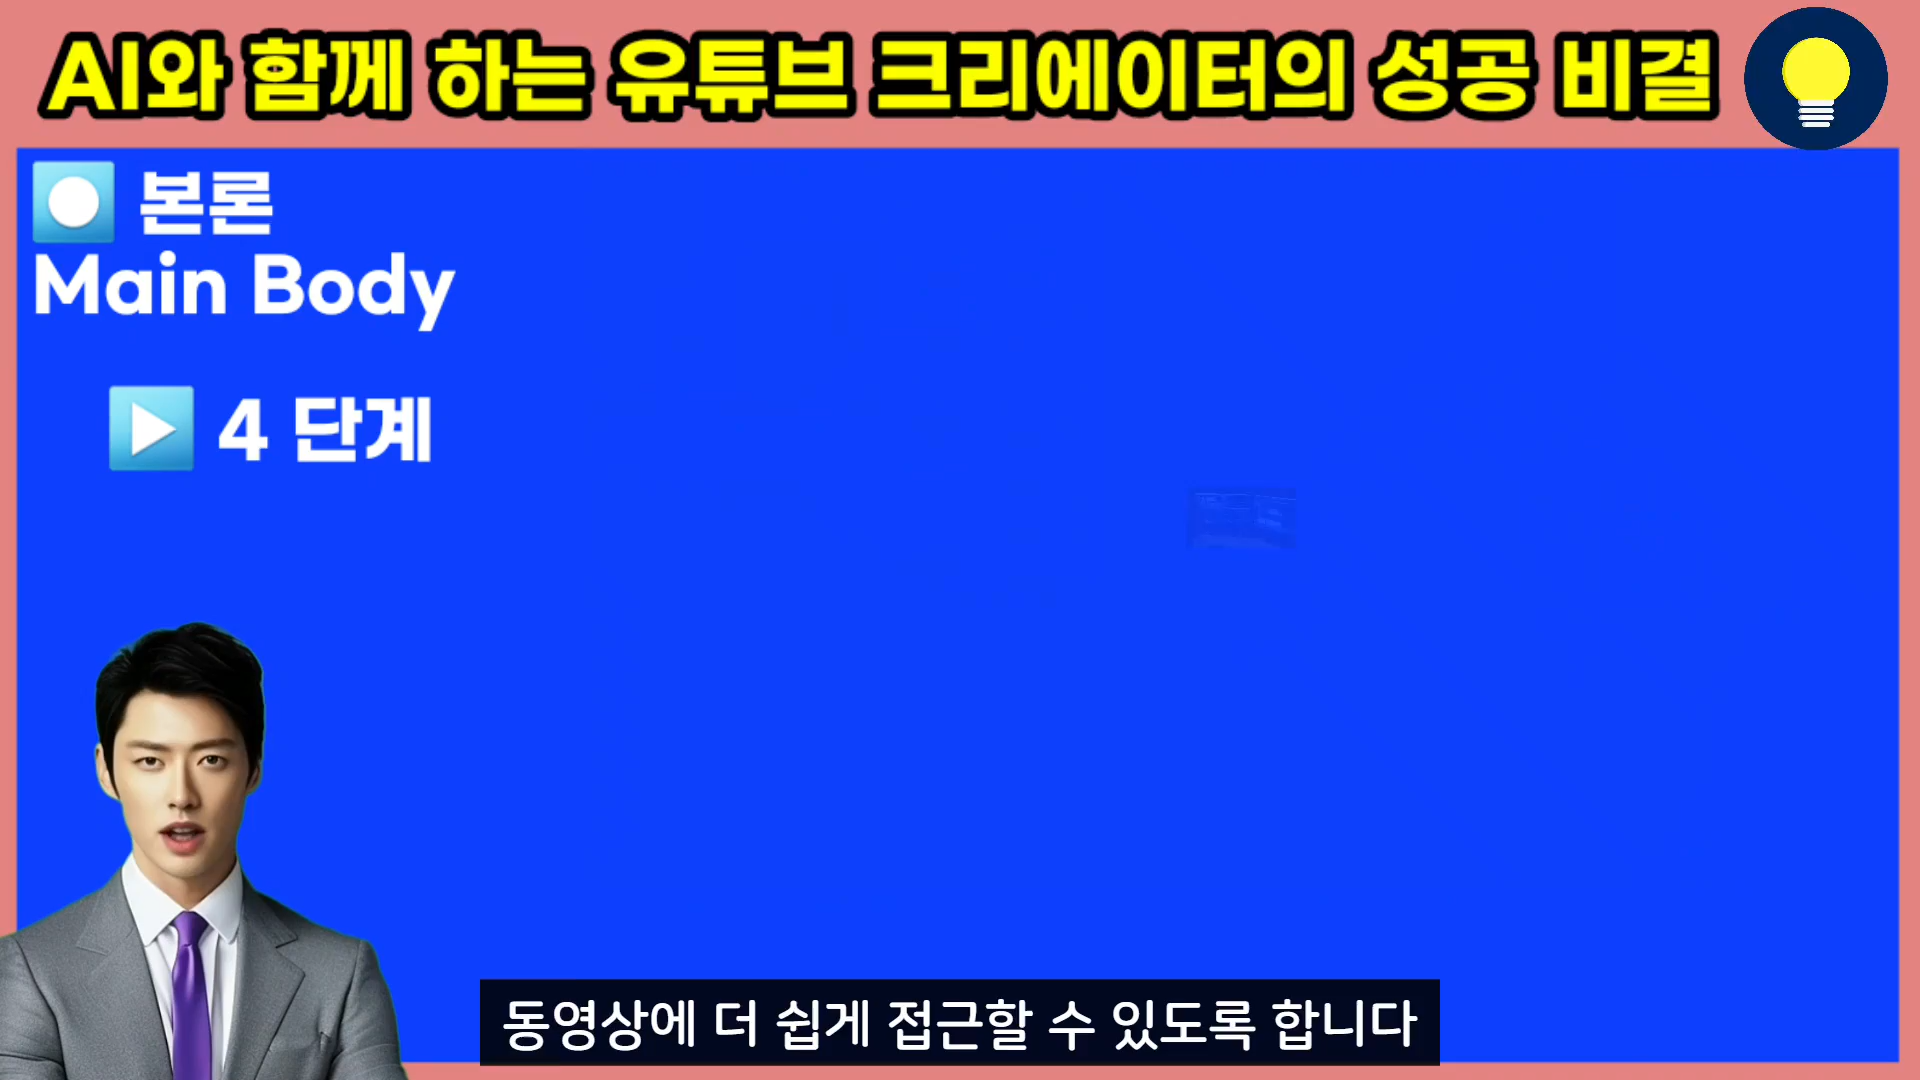 AI와 함께 하는 유튜브 크리에이터의 성공 비결
본론
Main Body
4 단계
동영상에 더 쉽게 접근할 수 있도록 합니다